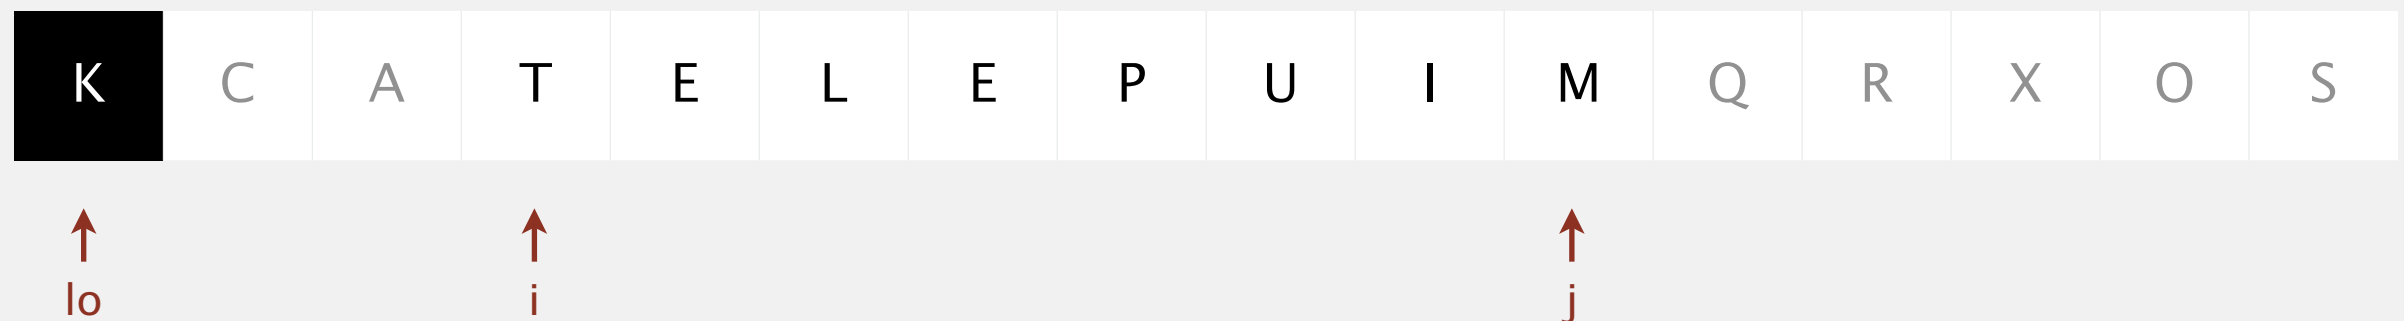 K C A T E L E P U I M Q R X O S
lo i j